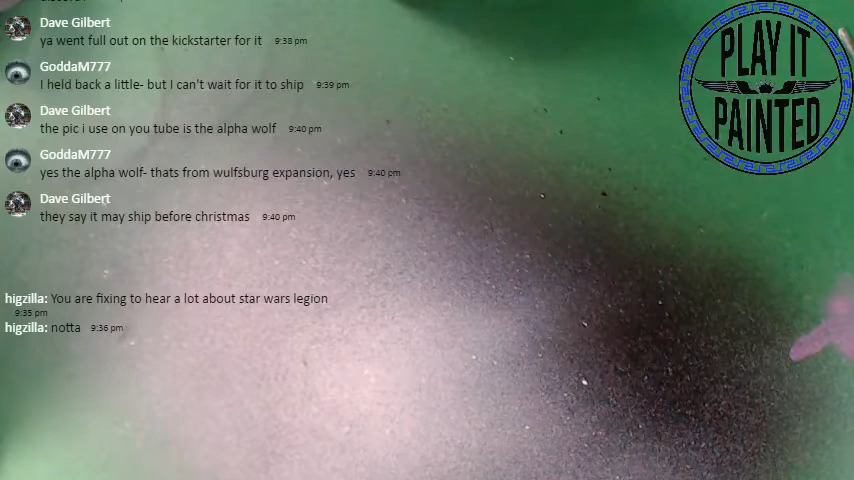 Dave Gilbert
ya went full out on the kickstarter for it 9:38 pm
GoddaM777
I held back a little- but I can't wait for it to ship 9:39 pm
Dave Gilbert
the pic i use on you tube is the alpha wolf 9:40 pm
GoddaM777
yes the alpha wolf- thats from wulfsburg expansion, yes 9:40 pm
Dave Gilbert
they say it may ship before christmas 9:40 pm
higzilla: You are fixing to hear a lot about star wars legion
9:35 pm
higzilla: notta 9:36 pm
PLAY IT
PAINTED